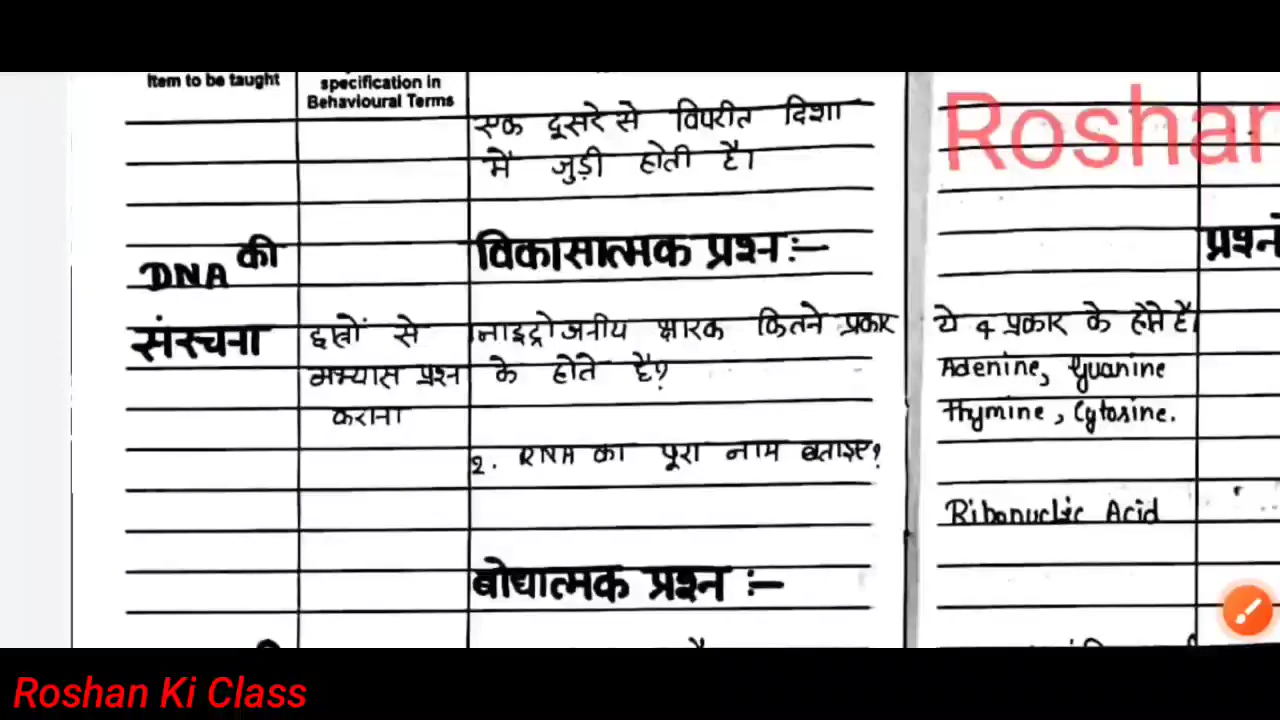 Item to be taught
specification in
Behavioural Terms
एक दूसरे से विपरीत दिशा
में जुड़ी होती है।
Roshan
DNA की
संरचना
विकासात्मक प्रश्न :-
छात्रों से
अभ्यास प्रश्न
कराना
नाइट्रोजनीय क्षारक कितने प्रकार
के होते है?
2. RNA का पूरा नाम बताइए?
बोधात्मक प्रश्न :-
ये 4 प्रकार के होते है।
Adenine, Guanine
Thymine, Cytosine.
Ribonuclic Acid
Roshan Ki Class